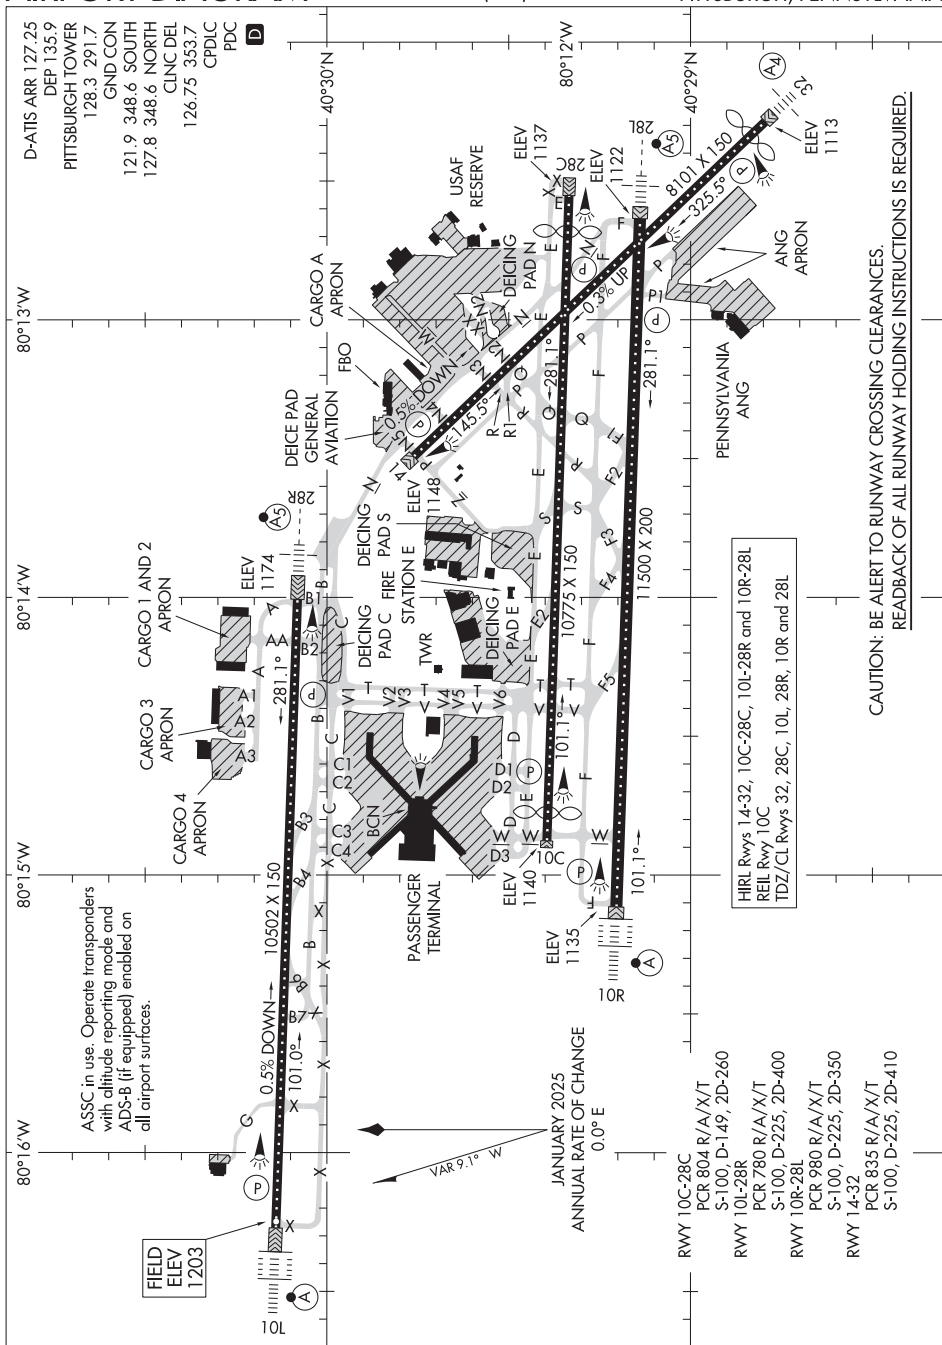 D-ATIS ARR 127.25
DEP 135.9
PITTSBURGH TOWER
128.3 291.7
GND CON
121.9 348.6 SOUTH
127.8 348.6 NORTH
CLNC DEL
126.75 353.7
CPDLC
PDC
D
40°30'N
80°12'W
40°29'N
80°13'W
80°14'W
80°15'W
80°16'W
ASSC in use. Operate transponders
with altitude reporting mode and
ADS-B (if equipped) enabled on
all airport surfaces.
FIELD
ELEV
1203
10L
A
P
G
X
X
X
X
X
X
X
0.5% DOWN
101.0°
10502 X 150
281.1°
B7
B6
B
B4
B3
B
B2
B1
B
CARGO 4
APRON
CARGO 3
APRON
CARGO 1 AND 2
APRON
A3
A2
A1
A
AA
A
ELEV
1174
28R
A5
P
C
C
C
C1
C2
C3
C4
V1
V2
V3
V4
V5
V6
T
T
T
T
V
V
V
V
BCN
PASSENGER
TERMINAL
TWR
DEICING
PAD C
FIRE
STATION E
DEICING
PAD S
DEICING
PAD E
DEICE PAD
GENERAL
AVIATION
FBO
CARGO A
APRON
USAF
RESERVE
DEICING
PAD N
14
ELEV
1148
0.5% DOWN
145.5°
N
N5
N4
N3
N2
N2
N
N
W
X
X
P
P
R
R1
R
P
Q
Q
Q
R
S
S
E
E
E
E
E
E
E
E
E2
D
D
D1
D2
D3
W
W
W
ELEV
1140
10C
P
101.1°
10775 X 150
281.1°
ELEV
1137
28C
X
X
P
ELEV
1122
28L
A5
0.3% UP
8101 X 150
325.5°
P
32
A4
ELEV
1113
F
F
F
F
F
F
F1
F2
F3
F4
F5
P
P
P1
P
ELEV
1135
10R
A
P
101.1°
11500 X 200
281.1°
ANG
APRON
PENNSYLVANIA
ANG
HIRL Rwys 14-32, 10C-28C, 10L-28R and 10R-28L
REIL Rwy 10C
TDZ/CL Rwys 32, 28C, 10L, 28R, 10R and 28L
CAUTION: BE ALERT TO RUNWAY CROSSING CLEARANCES.
READBACK OF ALL RUNWAY HOLDING INSTRUCTIONS IS REQUIRED.
VAR 9.1° W
JANUARY 2025
ANNUAL RATE OF CHANGE
0.0° E
RWY 10C-28C
PCR 804 R/A/X/T
S-100, D-149, 2D-260
RWY 10L-28R
PCR 780 R/A/X/T
S-100, D-225, 2D-400
RWY 10R-28L
PCR 980 R/A/X/T
S-100, D-225, 2D-350
RWY 14-32
PCR 835 R/A/X/T
S-100, D-225, 2D-410